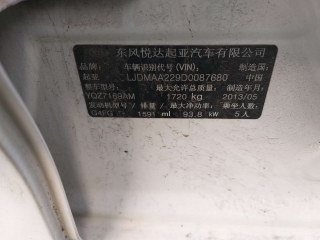 东风悦达起亚汽车有限公司
品牌: 车辆识别代号(VIN): 制造国:
起亚 LJDMAA229D0087680 中国
整车型号: 最大允许总质量: 制造年月:
YQZ7169AM 1720 kg 2013/05
发动机型号 / 排量 / 最大净功率: 乘坐人数:
G4FG 1591 ml 93.8 kW 5人